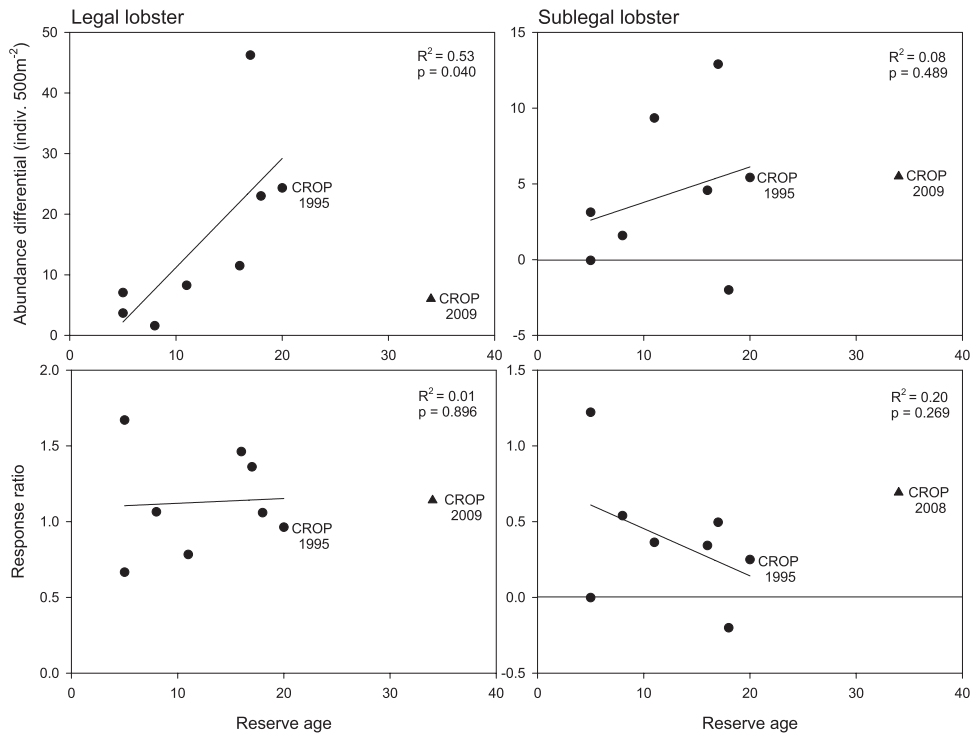 Legal lobster
Sublegal lobster
Abundance differential (indiv. 500m⁻²)
50
40
30
20
10
0
R² = 0.53
p = 0.040
CROP
1995
CROP
2009
0 10 20 30 40
15
10
5
0
-5
R² = 0.08
p = 0.489
CROP
1995
CROP
2009
0 10 20 30 40
Response ratio
2.0
1.5
1.0
0.5
0.0
R² = 0.01
p = 0.896
CROP
1995
CROP
2009
0 10 20 30 40
Reserve age
1.5
1.0
0.5
0.0
-0.5
R² = 0.20
p = 0.269
CROP
1995
CROP
2008
0 10 20 30 40
Reserve age